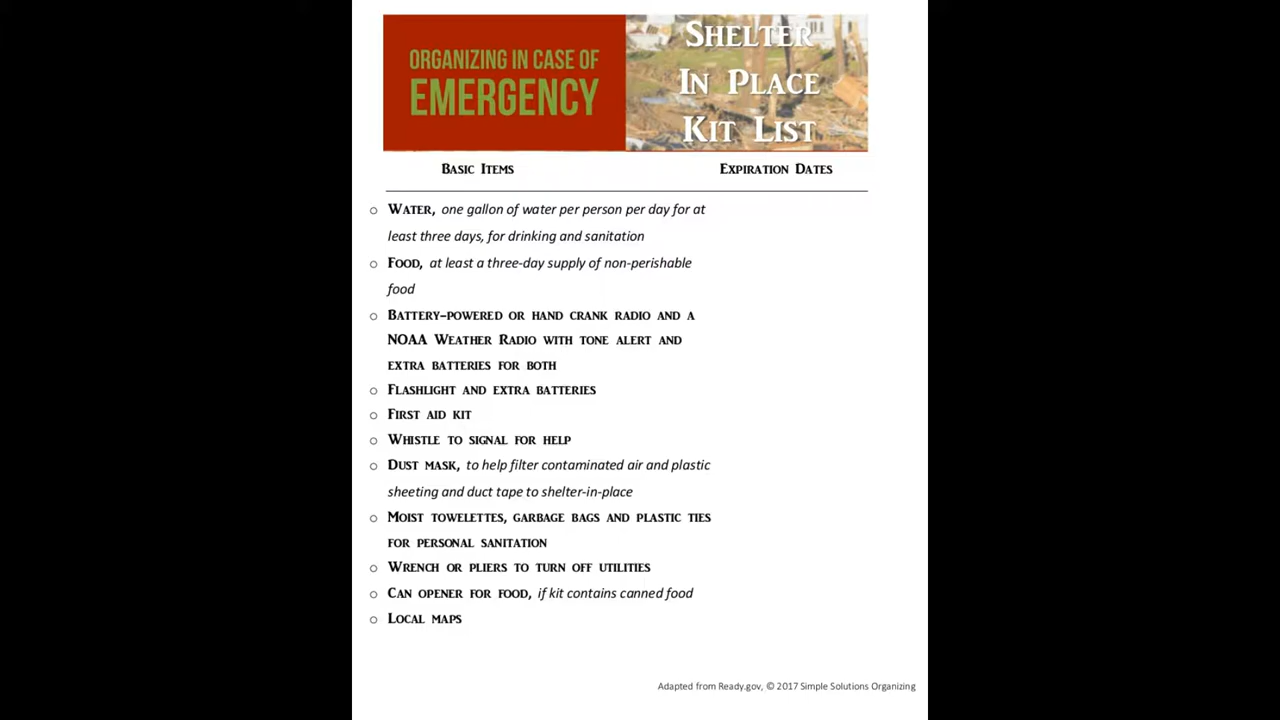 ORGANIZING IN CASE OF
EMERGENCY
SHELTER
IN PLACE
KIT LIST
BASIC ITEMS EXPIRATION DATES
○ WATER, one gallon of water per person per day for at
least three days, for drinking and sanitation
○ FOOD, at least a three-day supply of non-perishable
food
○ BATTERY-POWERED OR HAND CRANK RADIO AND A
NOAA WEATHER RADIO WITH TONE ALERT AND
EXTRA BATTERIES FOR BOTH
○ FLASHLIGHT AND EXTRA BATTERIES
○ FIRST AID KIT
○ WHISTLE TO SIGNAL FOR HELP
○ DUST MASK, to help filter contaminated air and plastic
sheeting and duct tape to shelter-in-place
○ MOIST TOWELETTES, GARBAGE BAGS AND PLASTIC TIES
FOR PERSONAL SANITATION
○ WRENCH OR PLIERS TO TURN OFF UTILITIES
○ CAN OPENER FOR FOOD, if kit contains canned food
○ LOCAL MAPS
Adapted from Ready.gov, © 2017 Simple Solutions Organizing